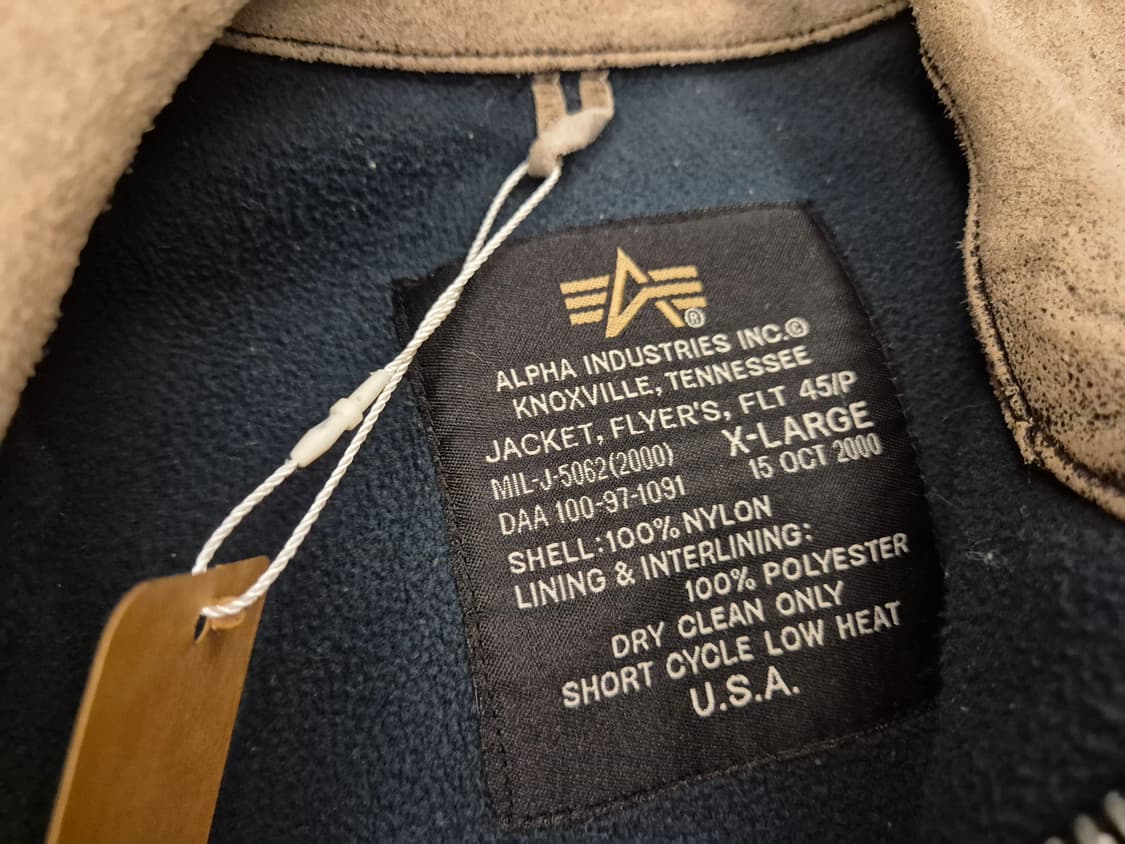 ®
ALPHA INDUSTRIES INC.©
KNOXVILLE, TENNESSEE
JACKET, FLYER'S, FLT 45/P
MIL-J-5062(2000) X-LARGE
DAA 100-97-1091 15 OCT 2000
SHELL: 100% NYLON
LINING & INTERLINING:
100% POLYESTER
DRY CLEAN ONLY
SHORT CYCLE LOW HEAT
U.S.A.